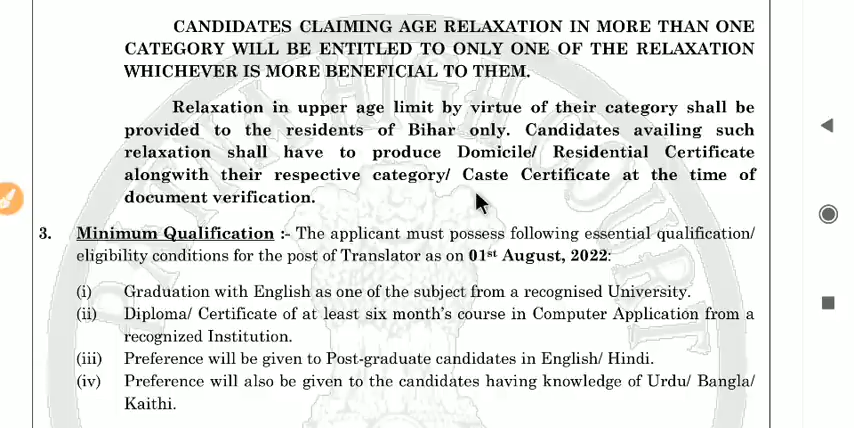 CANDIDATES CLAIMING AGE RELAXATION IN MORE THAN ONE
CATEGORY WILL BE ENTITLED TO ONLY ONE OF THE RELAXATION
WHICHEVER IS MORE BENEFICIAL TO THEM.
Relaxation in upper age limit by virtue of their category shall be
provided to the residents of Bihar only. Candidates availing such
relaxation shall have to produce Domicile/ Residential Certificate
alongwith their respective category/ Caste Certificate at the time of
document verification.
3. Minimum Qualification :- The applicant must possess following essential qualification/
eligibility conditions for the post of Translator as on 01st August, 2022:
(i) Graduation with English as one of the subject from a recognised University.
(ii) Diploma/ Certificate of at least six month's course in Computer Application from a
recognized Institution.
(iii) Preference will be given to Post-graduate candidates in English/ Hindi.
(iv) Preference will also be given to the candidates having knowledge of Urdu/ Bangla/
Kaithi.
PATNA HIGH COURT